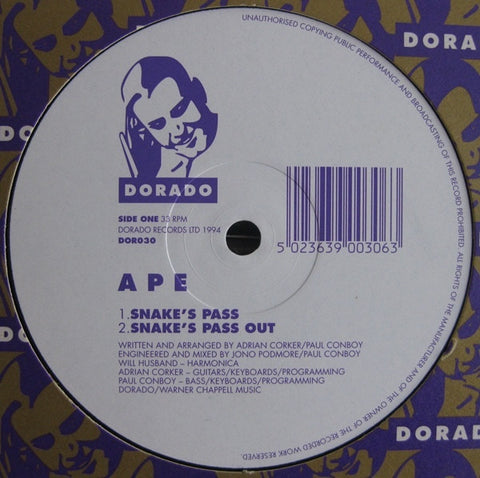 UNAUTHORISED COPYING PUBLIC PERFORMANCE AND BROADCASTING OF THIS RECORD PROHIBITED. ALL RIGHTS OF THE MANUFACTURER AND OF THE OWNER OF THE RECORDED WORK RESERVED.
DORA
DORADO
DORADO
SIDE ONE 33 RPM
DORADO RECORDS LTD 1994
DOR030
5 023639 003063
APE
1.SNAKE'S PASS
2.SNAKE'S PASS OUT
WRITTEN AND ARRANGED BY ADRIAN CORKER/PAUL CONBOY
ENGINEERED AND MIXED BY JONO PODMORE/PAUL CONBOY
WILL HUSBAND – HARMONICA
ADRIAN CORKER – GUITARS/KEYBOARDS/PROGRAMMING
PAUL CONBOY – BASS/KEYBOARDS/PROGRAMMING
DORADO/WARNER CHAPPELL MUSIC
DORADO
DORADO